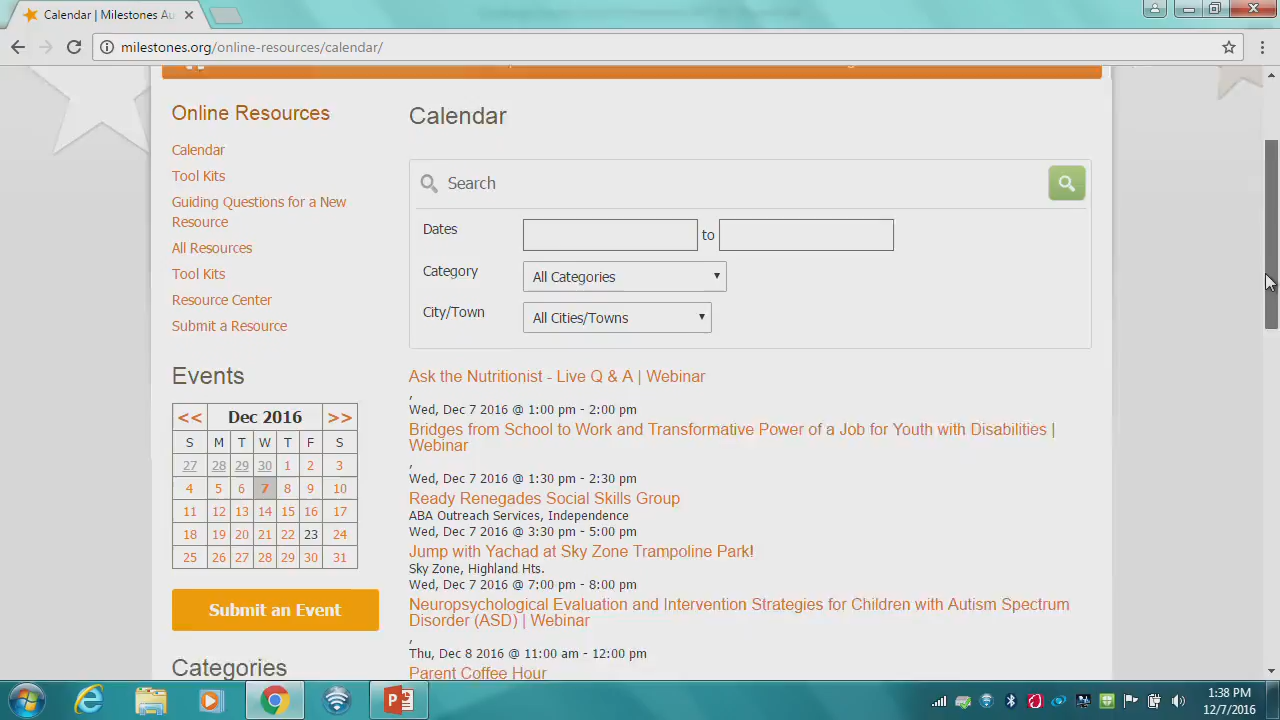 Calendar | Milestones Au
milestones.org/online-resources/calendar/
Online Resources
Calendar
Tool Kits
Guiding Questions for a New
Resource
All Resources
Tool Kits
Resource Center
Submit a Resource
Events
<< Dec 2016 >>
S M T W T F S
27 28 29 30 1 2 3
4 5 6 7 8 9 10
11 12 13 14 15 16 17
18 19 20 21 22 23 24
25 26 27 28 29 30 31
Submit an Event
Categories
Calendar
Search
Dates to
Category All Categories
City/Town All Cities/Towns
Ask the Nutritionist - Live Q & A | Webinar
,
Wed, Dec 7 2016 @ 1:00 pm - 2:00 pm
Bridges from School to Work and Transformative Power of a Job for Youth with Disabilities |
Webinar
,
Wed, Dec 7 2016 @ 1:30 pm - 2:30 pm
Ready Renegades Social Skills Group
ABA Outreach Services, Independence
Wed, Dec 7 2016 @ 3:30 pm - 5:00 pm
Jump with Yachad at Sky Zone Trampoline Park!
Sky Zone, Highland Hts.
Wed, Dec 7 2016 @ 7:00 pm - 8:00 pm
Neuropsychological Evaluation and Intervention Strategies for Children with Autism Spectrum
Disorder (ASD) | Webinar
,
Thu, Dec 8 2016 @ 11:00 am - 12:00 pm
Parent Coffee Hour
1:38 PM
12/7/2016